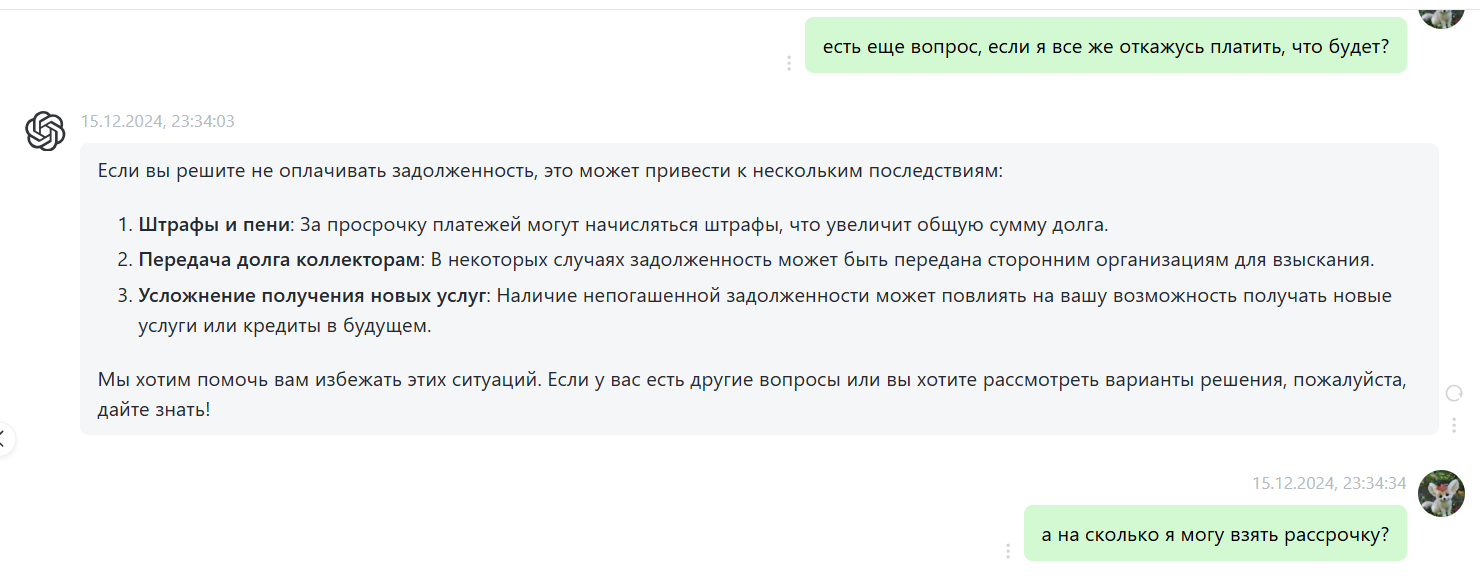 есть еще вопрос, если я все же откажусь платить, что будет?
15.12.2024, 23:34:03
Если вы решите не оплачивать задолженность, это может привести к нескольким последствиям:
1. Штрафы и пени: За просрочку платежей могут начисляться штрафы, что увеличит общую сумму долга.
2. Передача долга коллекторам: В некоторых случаях задолженность может быть передана сторонним организациям для взыскания.
3. Усложнение получения новых услуг: Наличие непогашенной задолженности может повлиять на вашу возможность получать новые
услуги или кредиты в будущем.
Мы хотим помочь вам избежать этих ситуаций. Если у вас есть другие вопросы или вы хотите рассмотреть варианты решения, пожалуйста,
дайте знать!
15.12.2024, 23:34:34
а на сколько я могу взять рассрочку?